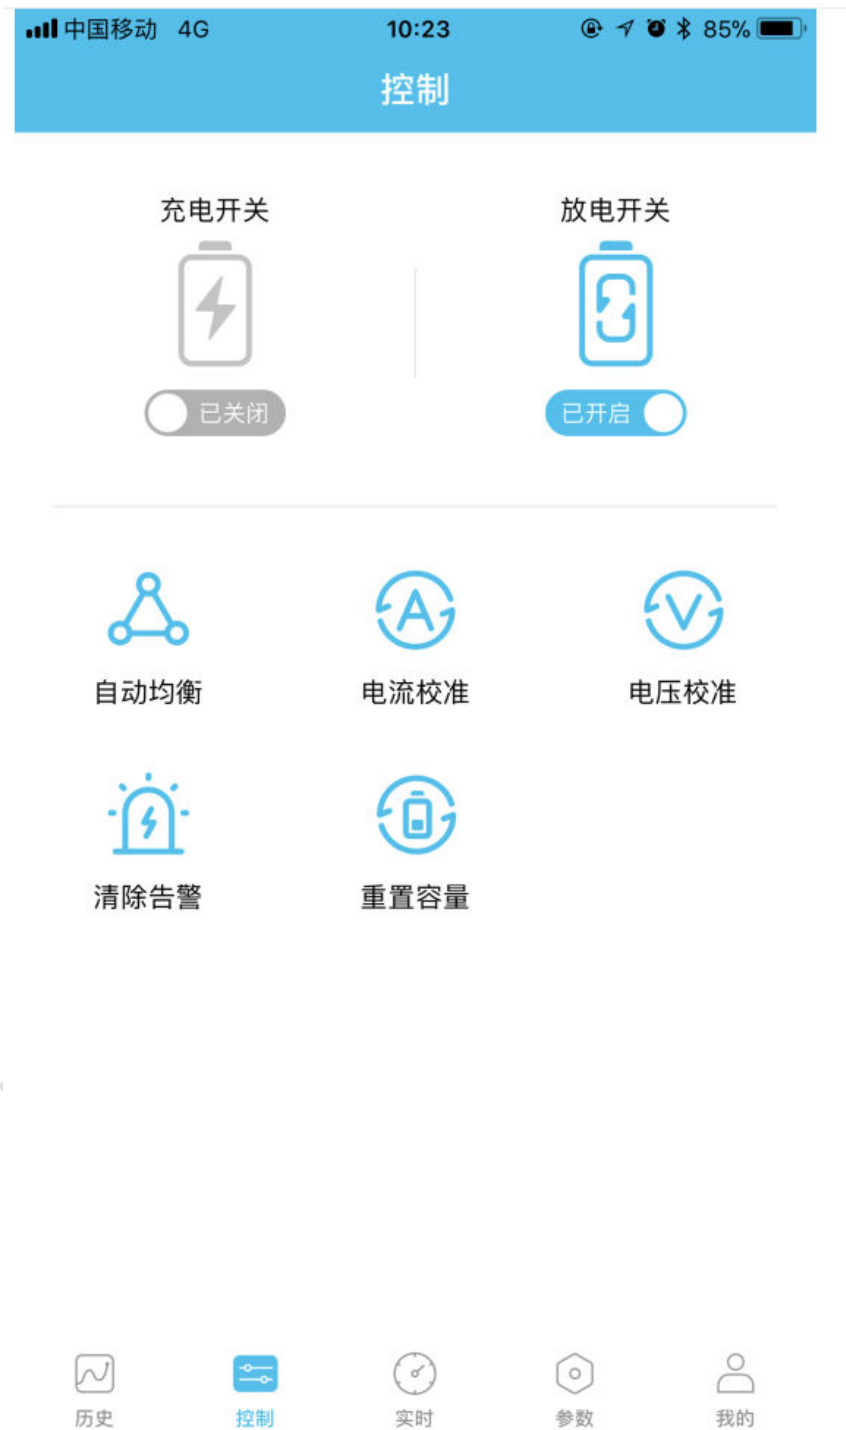 中国移动 4G 10:23 85%
控制
充电开关 放电开关
已关闭 已开启
A V
自动均衡 电流校准 电压校准
清除告警 重置容量
历史 控制 实时 参数 我的